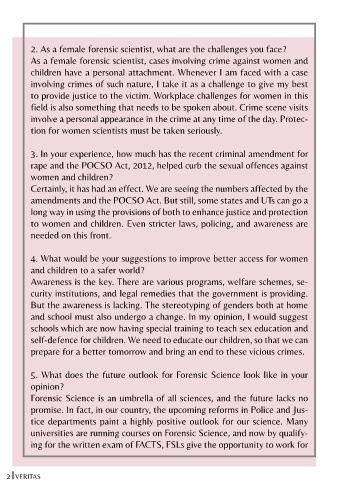 2. As a female forensic scientist, what are the challenges you face?
As a female forensic scientist, cases involving crime against women and
children have a personal attachment. Whenever I am faced with a case
involving crimes of such nature, I take it as a challenge to give my best
to provide justice to the victim. Workplace challenges for women in this
field is also something that needs to be spoken about. Crime scene visits
involve a personal appearance in the crime at any time of the day. Protec-
tion for women scientists must be taken seriously.
3. In your experience, how much has the recent criminal amendment for
rape and the POCSO Act, 2012, helped curb the sexual offences against
women and children?
Certainly, it has had an effect. We are seeing the numbers affected by the
amendments and the POCSO Act. But still, some states and UTs can go a
long way in using the provisions of both to enhance justice and protection
to women and children. Even stricter laws, policing, and awareness are
needed on this front.
4. What would be your suggestions to improve better access for women
and children to a safer world?
Awareness is the key. There are various programs, welfare schemes, se-
curity institutions, and legal remedies that the government is providing.
But the awareness is lacking. The stereotyping of genders both at home
and school must also undergo a change. In my opinion, I would suggest
schools which are now having special training to teach sex education and
self-defence for children. We need to educate our children, so that we can
prepare for a better tomorrow and bring an end to these vicious crimes.
5. What does the future outlook for Forensic Science look like in your
opinion?
Forensic Science is an umbrella of all sciences, and the future lacks no
promise. In fact, in our country, the upcoming reforms in Police and Jus-
tice departments paint a highly positive outlook for our science. Many
universities are running courses on Forensic Science, and now by qualify-
ing for the written exam of FACTS, FSLs give the opportunity to work for
2 | VERITAS